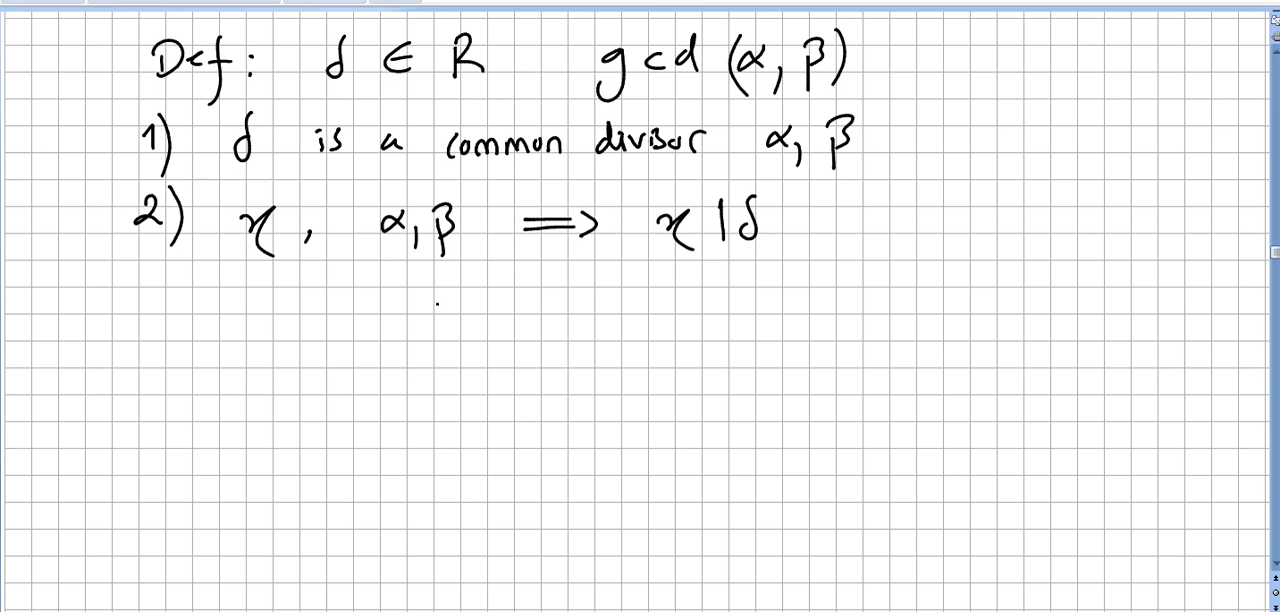 Def: δ ∈ R gcd (α, β)
1) δ is a common divisor α, β
2) η, α, β ⟹ η | δ